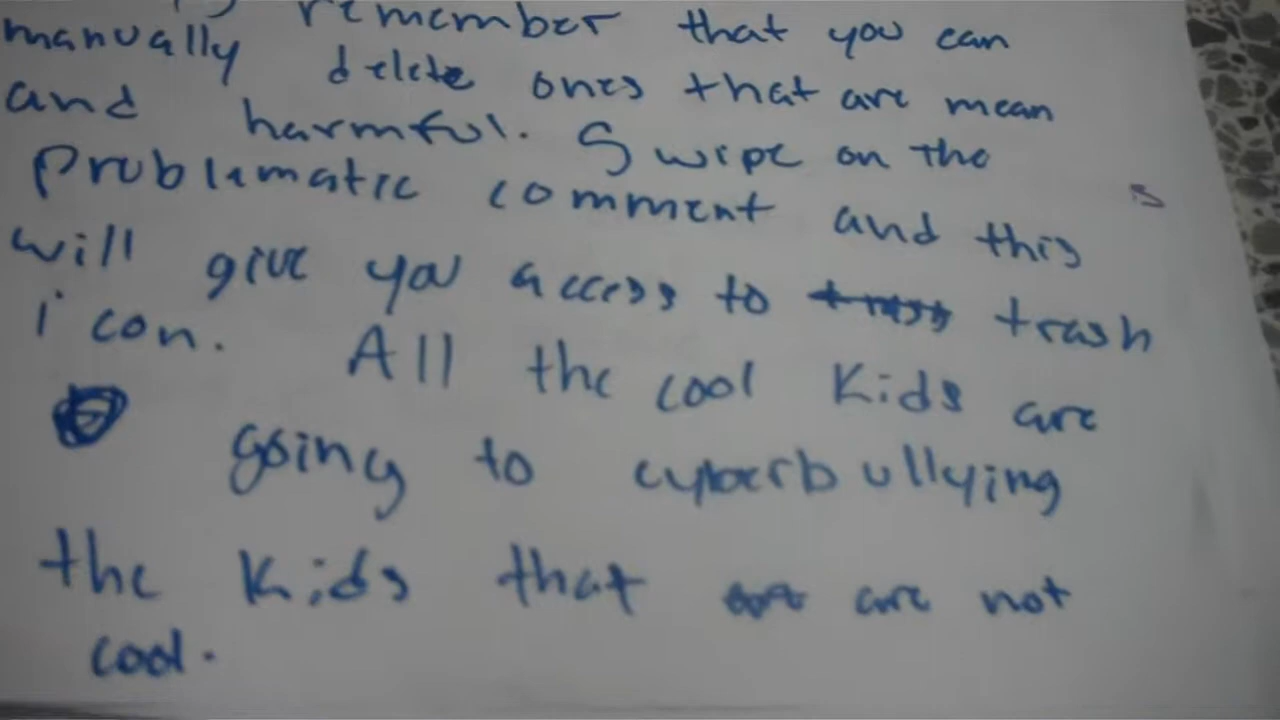 remember that you can
manually delete ones that are mean
and harmful. Swipe on the
problematic comment and this
will give you access to trash
icon. All the cool kids are
going to cyberbullying
the kids that are not
cool.